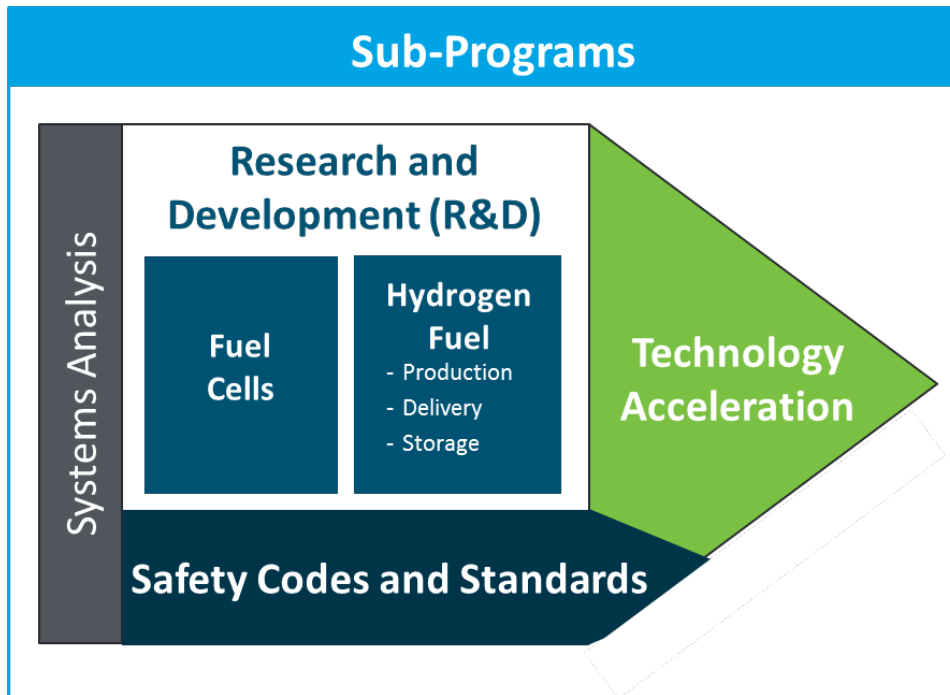 Sub-Programs
Systems Analysis
Research and
Development (R&D)
Fuel
Cells
Hydrogen
Fuel
- Production
- Delivery
- Storage
Technology
Acceleration
Safety Codes and Standards